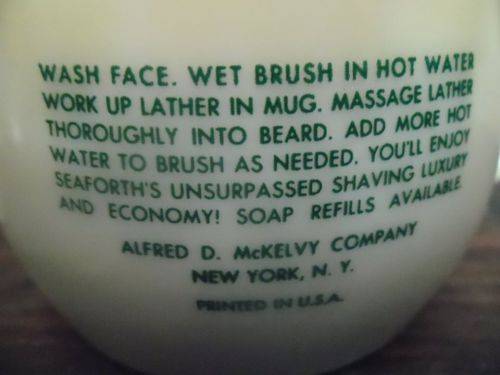 WASH FACE. WET BRUSH IN HOT WATER
WORK UP LATHER IN MUG. MASSAGE LATHER
THOROUGHLY INTO BEARD. ADD MORE HOT
WATER TO BRUSH AS NEEDED. YOU'LL ENJOY
SEAFORTH'S UNSURPASSED SHAVING LUXURY
AND ECONOMY! SOAP REFILLS AVAILABLE.
ALFRED D. McKELVY COMPANY
NEW YORK, N. Y.
PRINTED IN U.S.A.